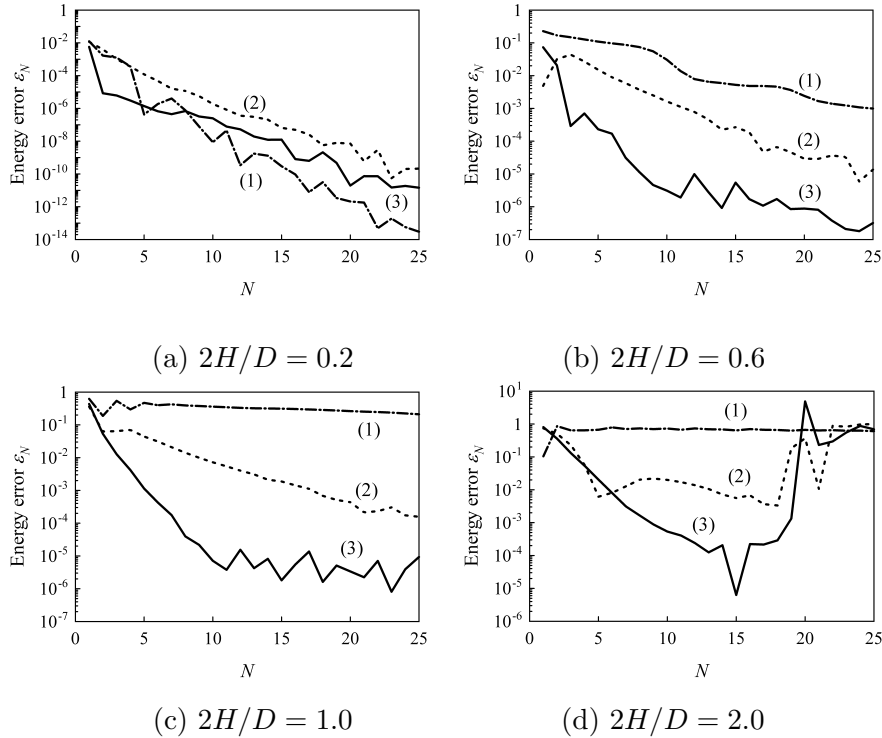 1
10^{-2}
10^{-4}
10^{-6}
10^{-8}
10^{-10}
10^{-12}
10^{-14}
Energy error ε_N
(2)
(1)
(3)
0 5 10 15 20 25
N
(a) 2H/D = 0.2
1
10^{-1}
10^{-2}
10^{-3}
10^{-4}
10^{-5}
10^{-6}
10^{-7}
Energy error ε_N
(1)
(2)
(3)
0 5 10 15 20 25
N
(b) 2H/D = 0.6
1
10^{-1}
10^{-2}
10^{-3}
10^{-4}
10^{-5}
10^{-6}
10^{-7}
Energy error ε_N
(1)
(2)
(3)
0 5 10 15 20 25
N
(c) 2H/D = 1.0
10^1
10^0
10^{-1}
10^{-2}
10^{-3}
10^{-4}
10^{-5}
10^{-6}
Energy error ε_N
(1)
(2)
(3)
0 5 10 15 20 25
N
(d) 2H/D = 2.0